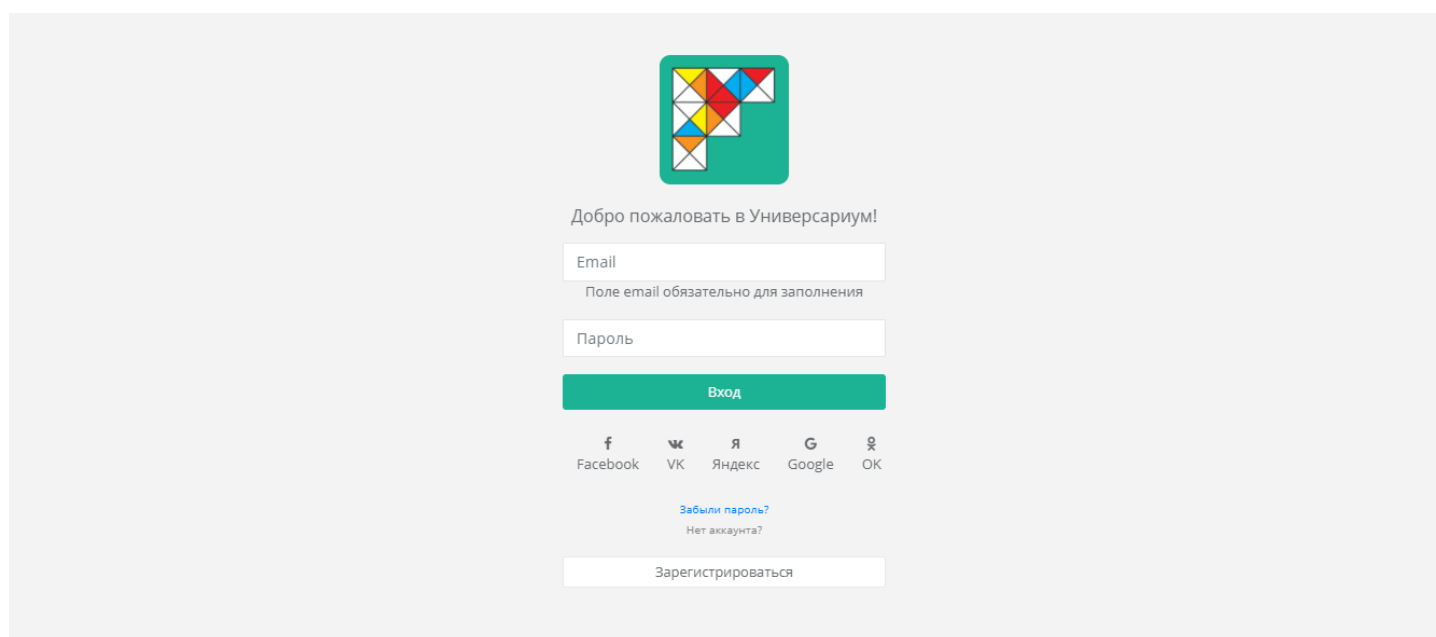 Добро пожаловать в Универсариум!
Email
Поле email обязательно для заполнения
Пароль
Вход
Facebook VK Яндекс Google OK
Забыли пароль?
Нет аккаунта?
Зарегистрироваться